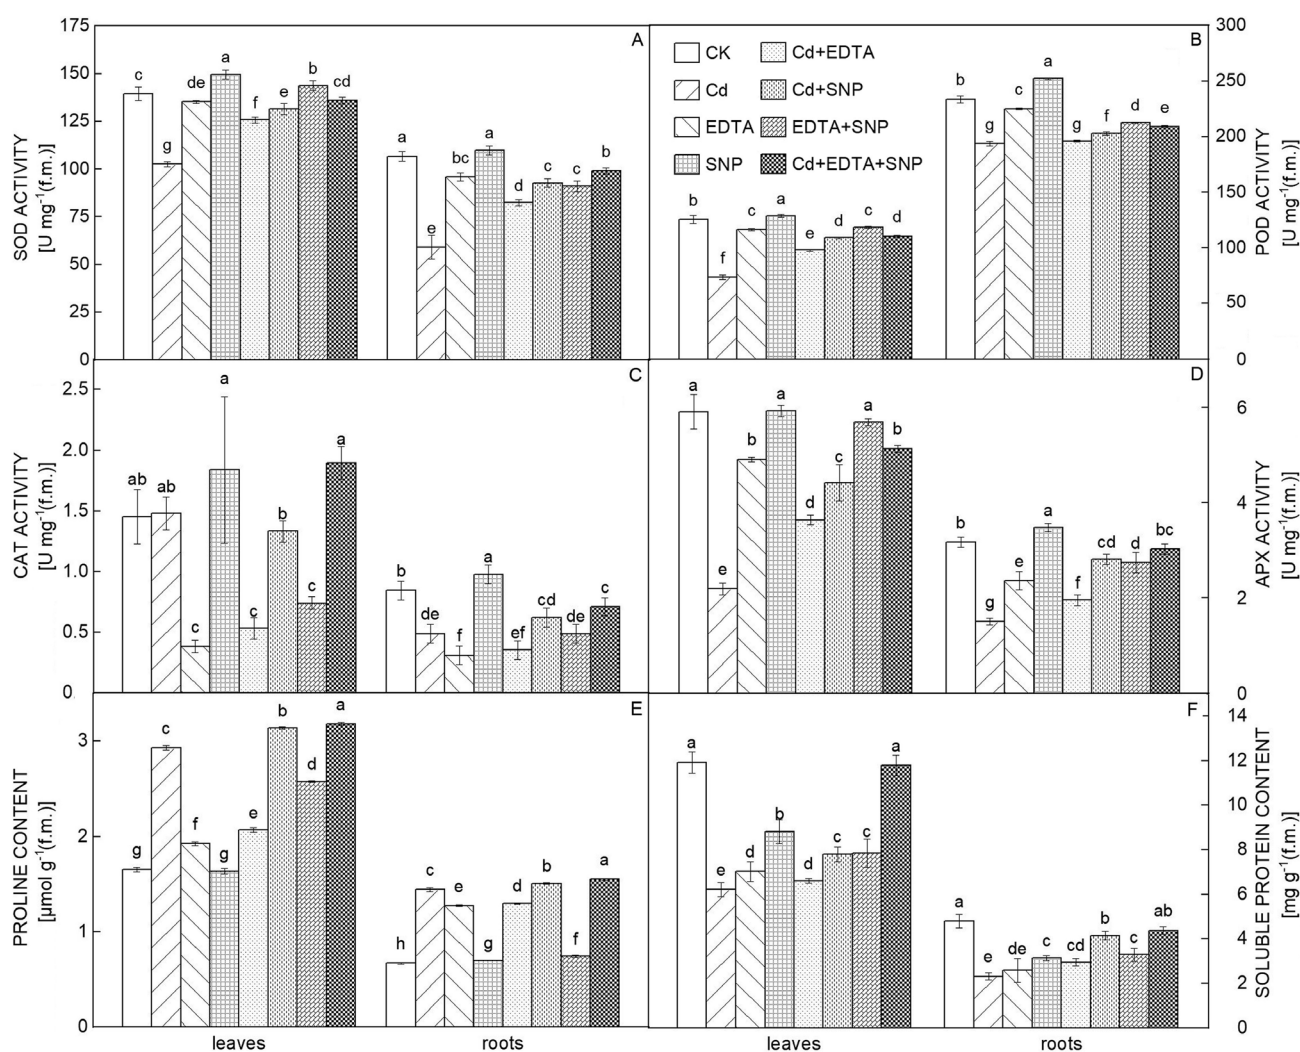 SOD ACTIVITY
[U mg⁻¹(f.m.)]
175
150
125
100
75
50
25
0
A
c
g
de
a
f
e
b
cd
a
e
bc
a
d
c
c
b
CK
Cd
EDTA
SNP
Cd+EDTA
Cd+SNP
EDTA+SNP
Cd+EDTA+SNP
B
b
f
c
a
e
d
c
d
b
g
c
a
g
f
d
e
300
250
200
150
100
50
0
POD ACTIVITY
[U mg⁻¹(f.m.)]
CAT ACTIVITY
[U mg⁻¹(f.m.)]
2.5
2.0
1.5
1.0
0.5
0
C
ab
ab
c
a
c
b
c
a
b
de
f
a
ef
cd
de
c
D
a
e
b
a
d
c
a
b
b
g
e
a
f
cd
d
bc
6
4
2
0
APX ACTIVITY
[U mg⁻¹(f.m.)]
PROLINE CONTENT
[µmol g⁻¹(f.m.)]
3
2
1
0
E
g
c
f
g
e
b
d
a
h
c
e
g
d
b
f
a
leaves
roots
F
a
e
d
b
d
c
c
a
a
e
de
c
cd
b
c
ab
14
12
10
8
6
4
2
0
SOLUBLE PROTEIN CONTENT
[mg g⁻¹(f.m.)]
leaves
roots